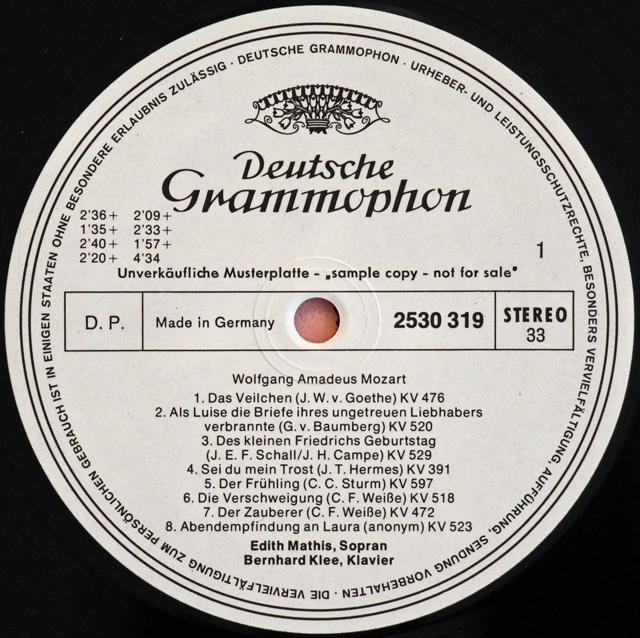 DEUTSCHE GRAMMOPHON · URHEBER- UND LEISTUNGSSCHUTZRECHTE, BESONDERS VERVIELFÄLTIGUNG, AUFFÜHRUNG, SENDUNG VORBEHALTEN · DIE VERVIELFÄLTIGUNG ZUM PERSÖNLICHEN GEBRAUCH IST IN EINIGEN STAATEN OHNE BESONDERE ERLAUBNIS ZULÄSSIG ·
Deutsche
Grammophon
2'36+ 2'09+
1'35+ 2'33+
2'40+ 1'57+
2'20+ 4'34
1
Unverkäufliche Musterplatte - „sample copy - not for sale"
D. P. Made in Germany 2530 319 STEREO
33
Wolfgang Amadeus Mozart
1. Das Veilchen (J. W. v. Goethe) KV 476
2. Als Luise die Briefe ihres ungetreuen Liebhabers
verbrannte (G. v. Baumberg) KV 520
3. Des kleinen Friedrichs Geburtstag
(J. E. F. Schall/J. H. Campe) KV 529
4. Sei du mein Trost (J. T. Hermes) KV 391
5. Der Frühling (C. C. Sturm) KV 597
6. Die Verschweigung (C. F. Weiße) KV 518
7. Der Zauberer (C. F. Weiße) KV 472
8. Abendempfindung an Laura (anonym) KV 523
Edith Mathis, Sopran
Bernhard Klee, Klavier